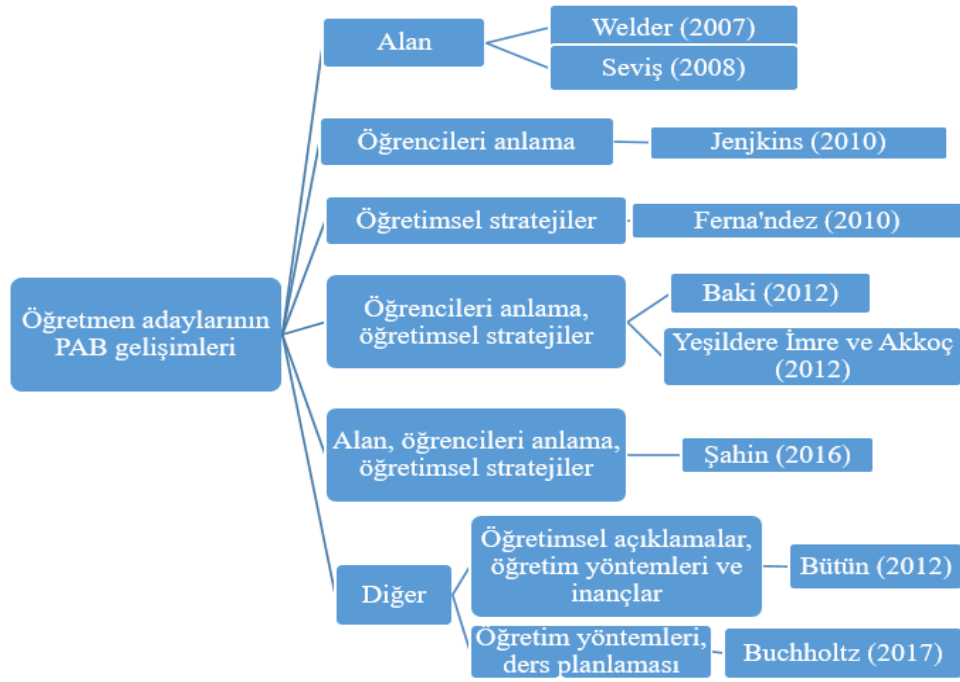 Öğretmen adaylarının
PAB gelişimleri
Alan
Welder (2007)
Seviş (2008)
Öğrencileri anlama
Jenjkins (2010)
Öğretimsel stratejiler
Ferna'ndez (2010)
Öğrencileri anlama,
öğretimsel stratejiler
Baki (2012)
Yeşildere İmre ve Akkoç
(2012)
Alan, öğrencileri anlama,
öğretimsel stratejiler
Şahin (2016)
Diğer
Öğretimsel açıklamalar,
öğretim yöntemleri ve
inançlar
Bütün (2012)
Öğretim yöntemleri,
ders planlaması
Buchholtz (2017)